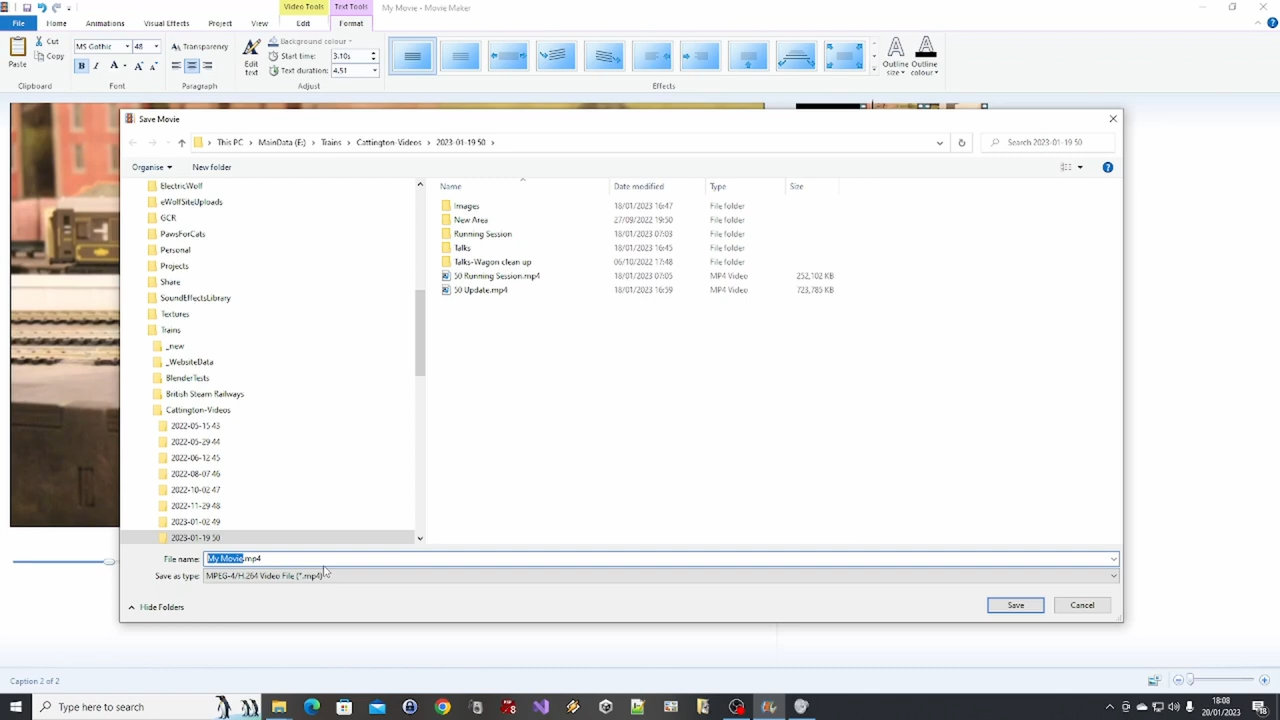 Video Tools Text Tools My Movie - Movie Maker
File Home Animations Visual Effects Project View Edit Format
Paste Cut Copy
MS Gothic 48
B I A A A
Transparency
Edit text
Background colour
Start time: 3.10s
Text duration: 4.51
Outline size Outline colour
Clipboard Font Paragraph Adjust Effects
Save Movie
This PC > MainData (E:) > Trains > Cattington-Videos > 2023-01-19 50 >
Search 2023-01-19 50
Organise New folder
ElectricWolf
eWolfSiteUploads
GCR
PawsForCats
Personal
Projects
Share
SoundEffectsLibrary
Textures
Trains
_new
_WebsiteData
BlenderTests
British Steam Railways
Cattington-Videos
2022-05-15 43
2022-05-29 44
2022-06-12 45
2022-08-07 46
2022-10-02 47
2022-11-29 48
2023-01-02 49
2023-01-19 50
Name Date modified Type Size
Images 18/01/2023 16:47 File folder
New Area 27/09/2022 19:50 File folder
Running Session 18/01/2023 07:03 File folder
Talks 18/01/2023 16:45 File folder
Talks-Wagon clean up 06/10/2022 17:48 File folder
50 Running Session.mp4 18/01/2023 07:05 MP4 Video 252,102 KB
50 Update.mp4 18/01/2023 16:59 MP4 Video 723,785 KB
File name: My Movie.mp4
Save as type: MPEG-4/H.264 Video File (*.mp4)
Hide Folders
Save Cancel
Caption 2 of 2
Type here to search
18:08
20/01/2023
18